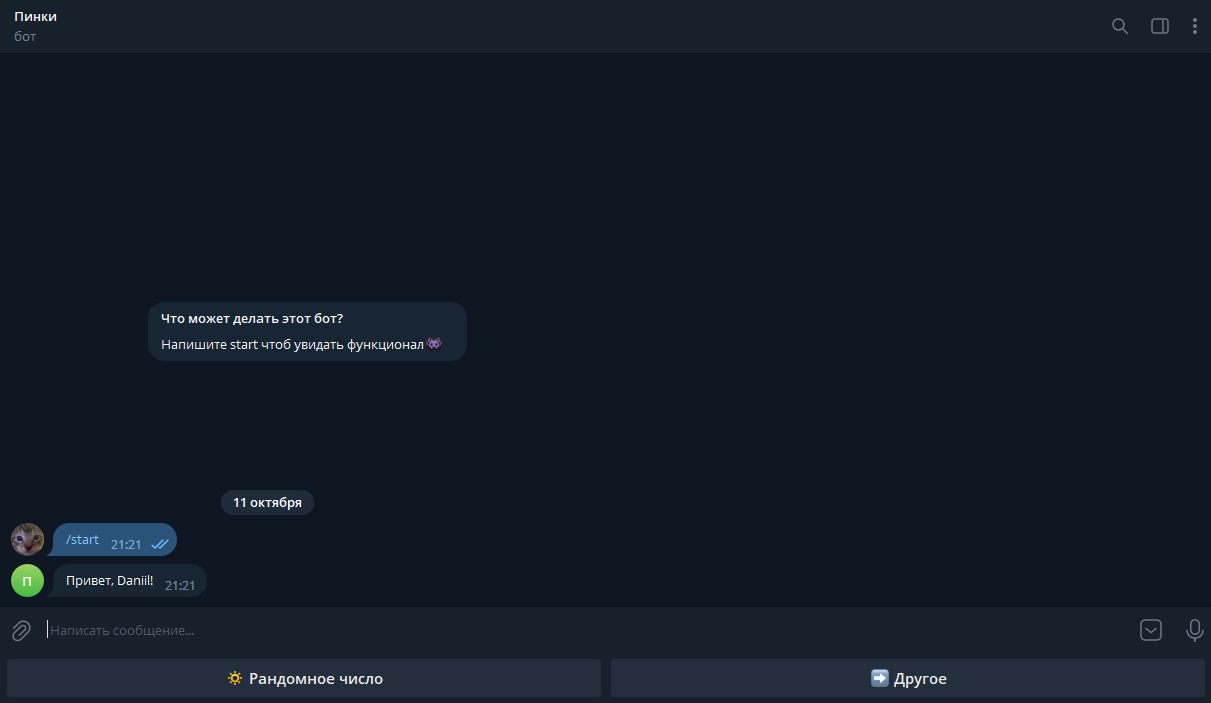 Пинки
бот
Что может делать этот бот?
Напишите start чтоб увидать функционал👾
11 октября
/start 21:21
П
Привет, Daniil! 21:21
Написать сообщение...
🔅 Рандомное число
➡️ Другое